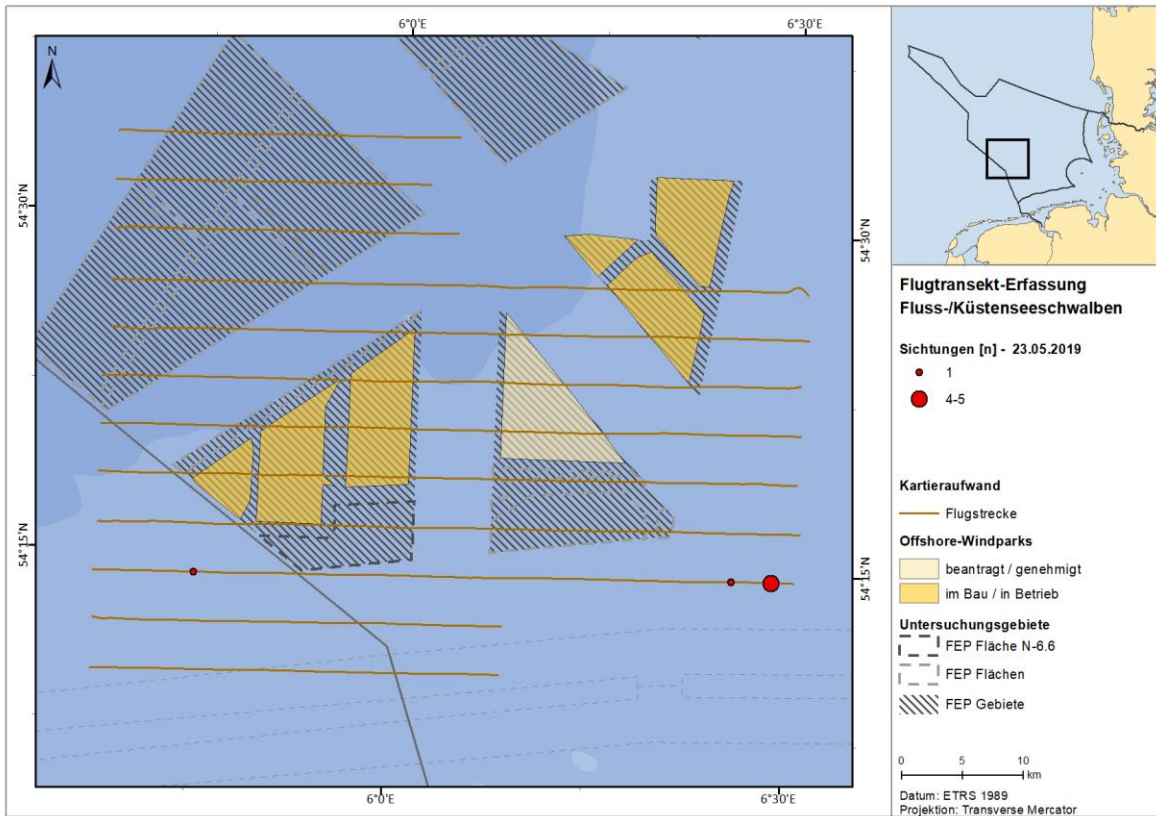 6°0'E
6°30'E
N
54°30'N
54°30'N
54°15'N
54°15'N
6°0'E
6°30'E
Flugtransekt-Erfassung
Fluss-/Küstenseeschwalben
Sichtungen [n] - 23.05.2019
1
4-5
Kartieraufwand
Flugstrecke
Offshore-Windparks
beantragt / genehmigt
im Bau / in Betrieb
Untersuchungsgebiete
FEP Fläche N-6.6
FEP Flächen
FEP Gebiete
0 5 10
km
Datum: ETRS 1989
Projektion: Transverse Mercator